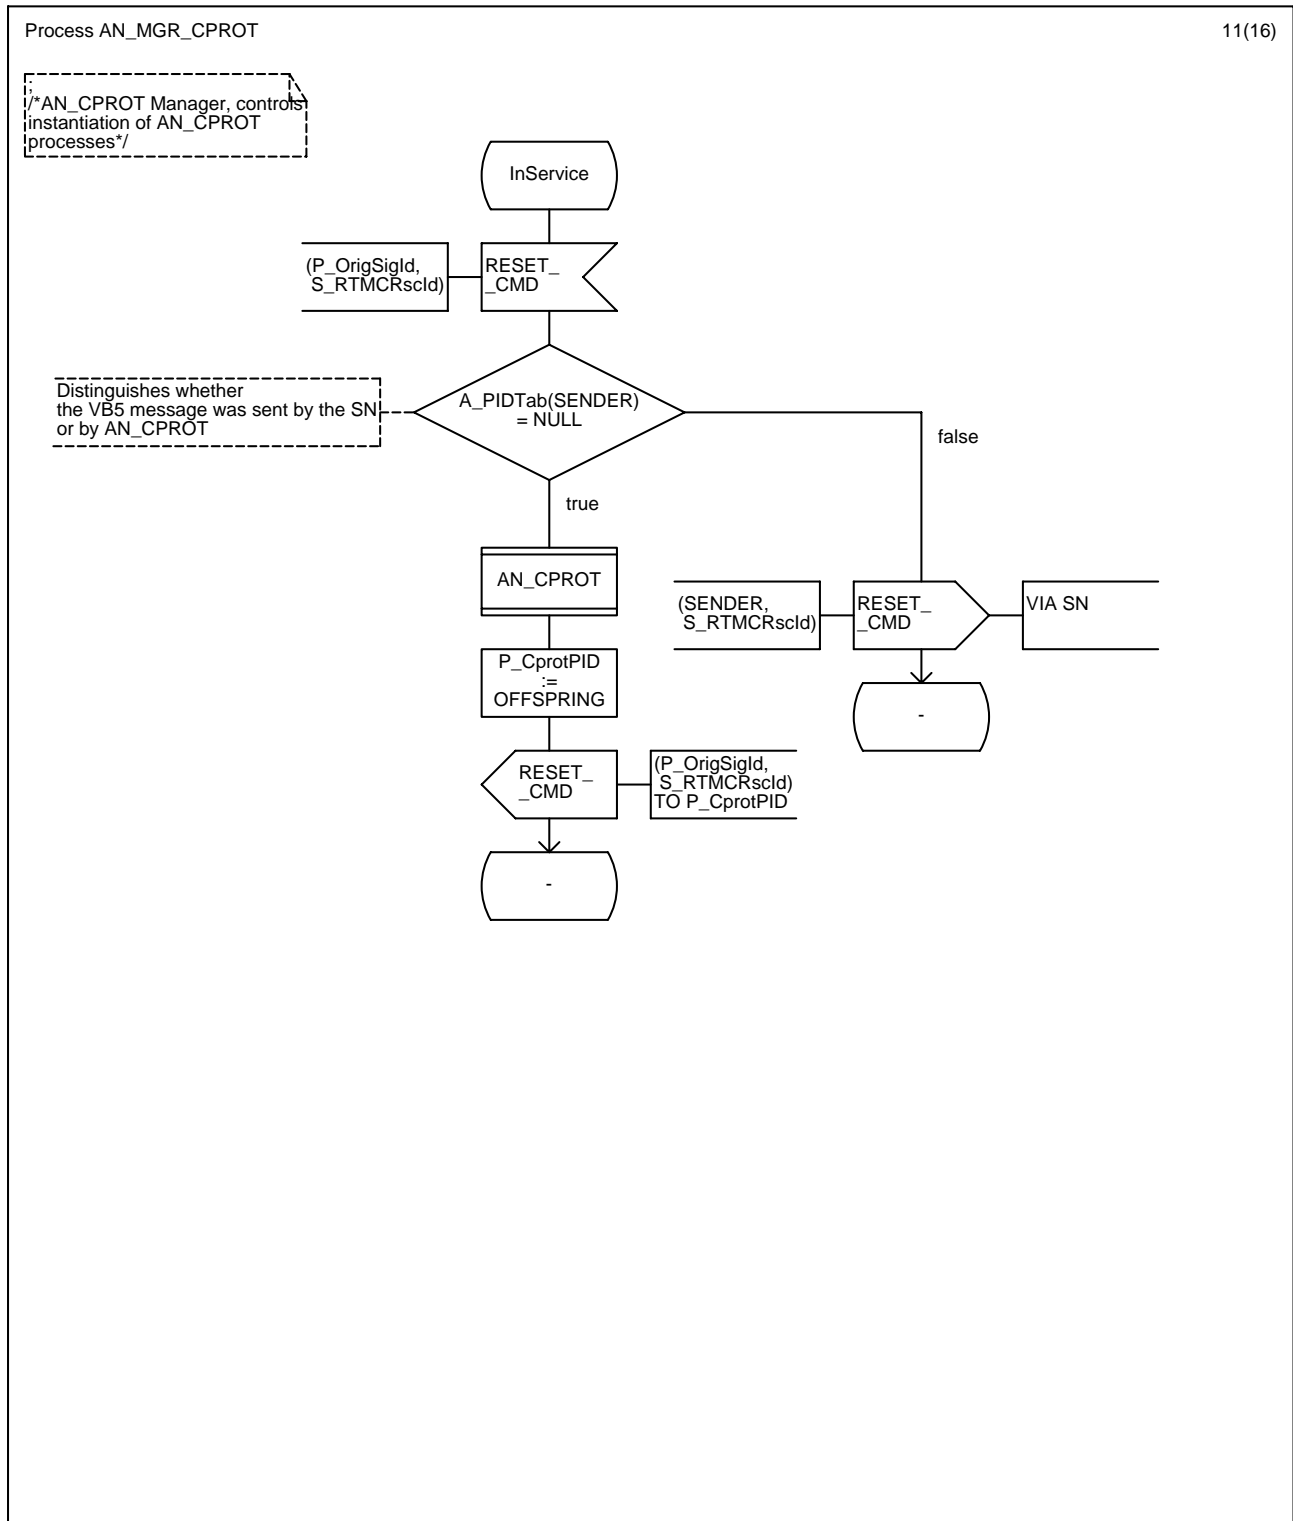 Process AN_MGR_CPROT
11(16)
;
/*AN_CPROT Manager, controls
instantiation of AN_CPROT
processes*/
InService
(P_OrigSigId,
S_RTMCRscId)
RESET_
_CMD
Distinguishes whether
the VB5 message was sent by the SN
or by AN_CPROT
A_PIDTab(SENDER)
= NULL
false
true
AN_CPROT
(SENDER,
S_RTMCRscId)
RESET_
_CMD
VIA SN
P_CprotPID
:=
OFFSPRING
-
RESET_
_CMD
(P_OrigSigId,
S_RTMCRscId)
TO P_CprotPID
-